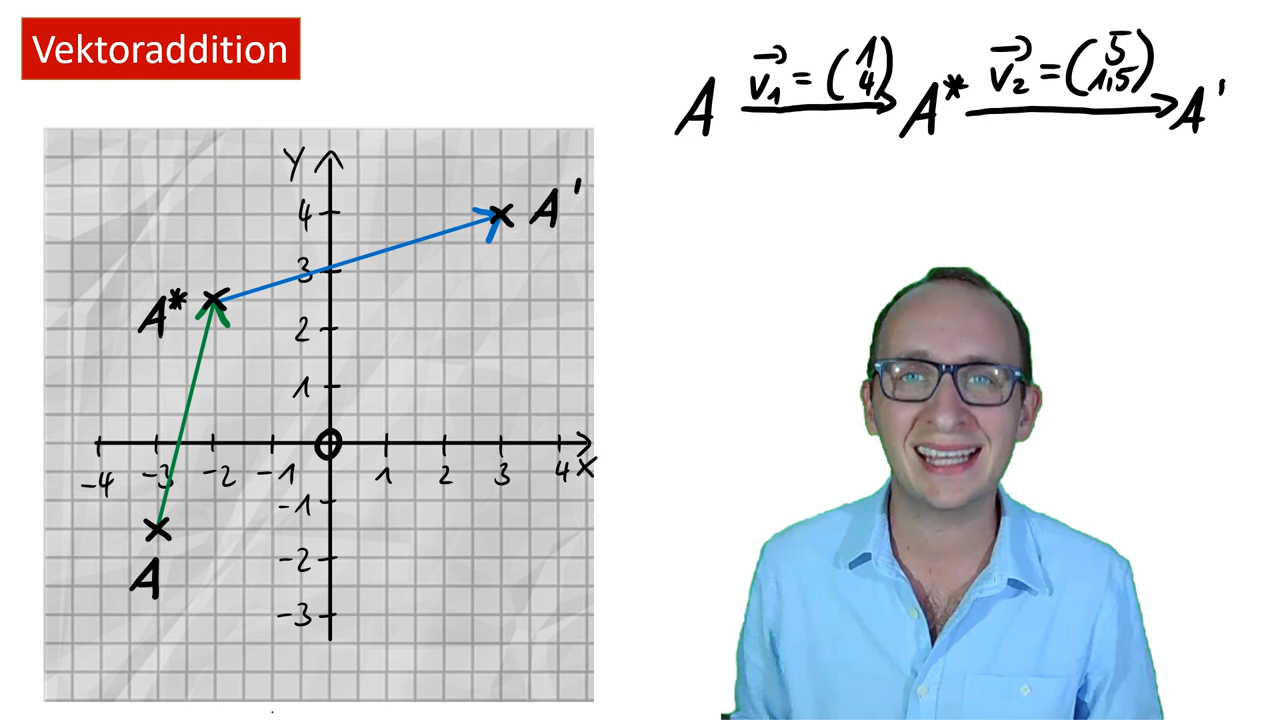 Vektoraddition
A v₁ = (1 4) A* v₂ = (5 1,5) A'
Y
4
A'
3
A*
2
1
O
-4 -3 -2 -1 1 2 3 4 X
-1
A
-2
-3